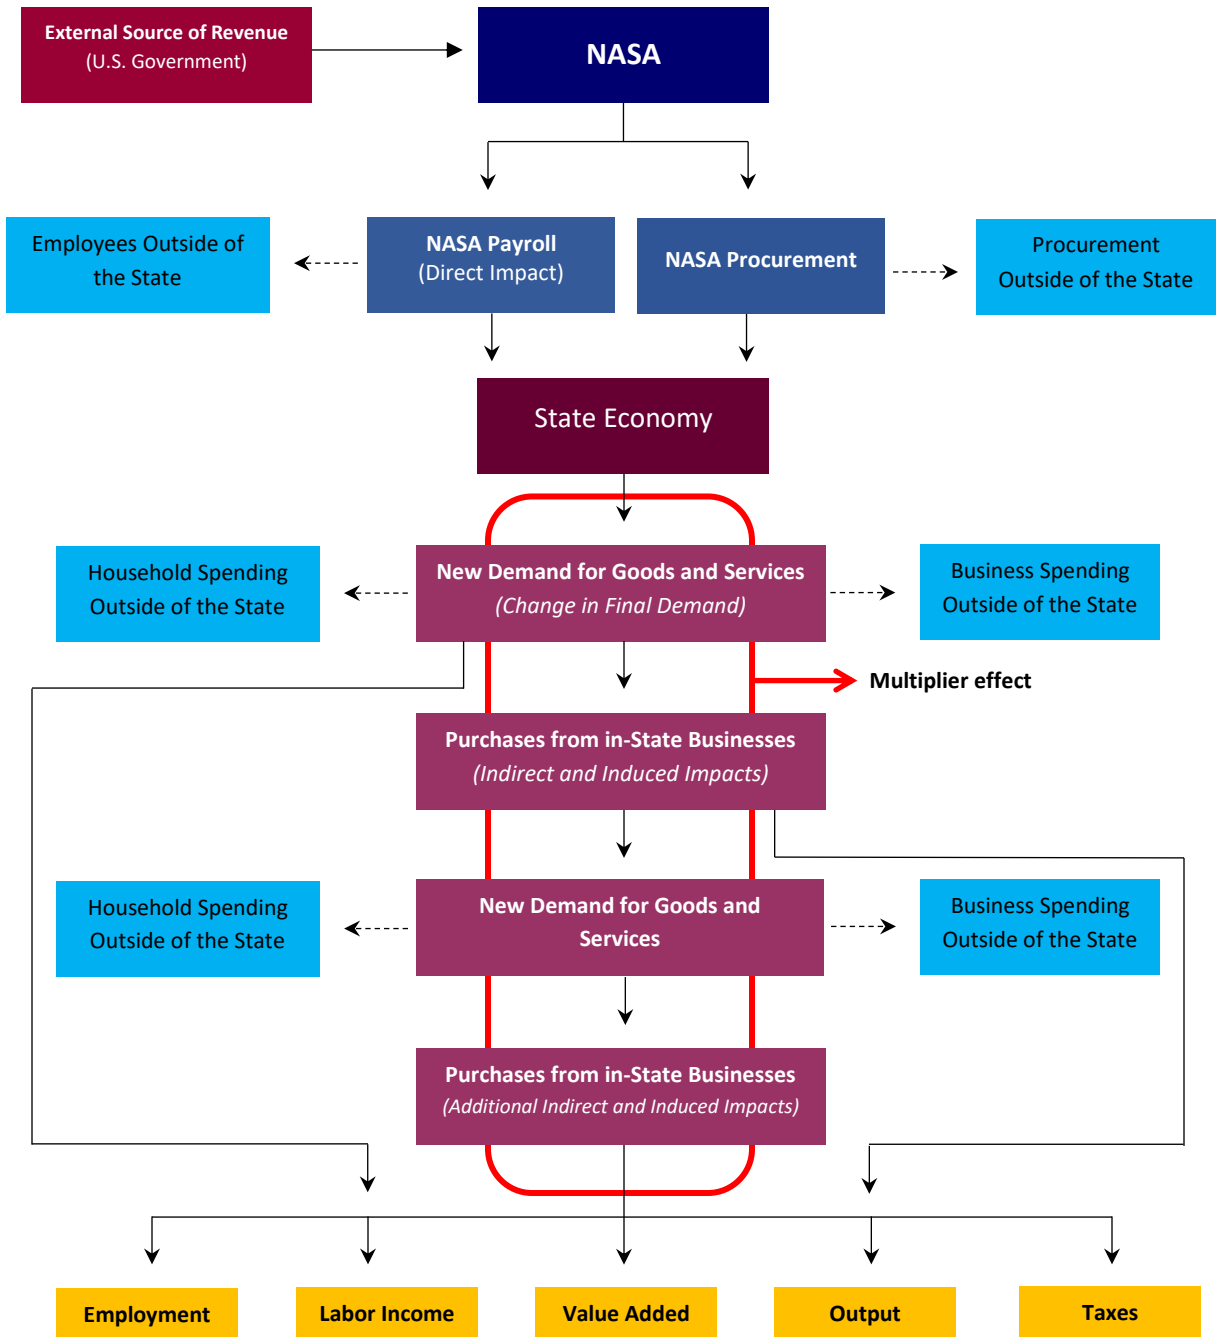 External Source of Revenue
(U.S. Government)
NASA
Employees Outside of
the State
NASA Payroll
(Direct Impact)
NASA Procurement
Procurement
Outside of the State
State Economy
Household Spending
Outside of the State
New Demand for Goods and Services
(Change in Final Demand)
Business Spending
Outside of the State
Multiplier effect
Purchases from in-State Businesses
(Indirect and Induced Impacts)
Household Spending
Outside of the State
New Demand for Goods and
Services
Business Spending
Outside of the State
Purchases from in-State Businesses
(Additional Indirect and Induced Impacts)
Employment
Labor Income
Value Added
Output
Taxes